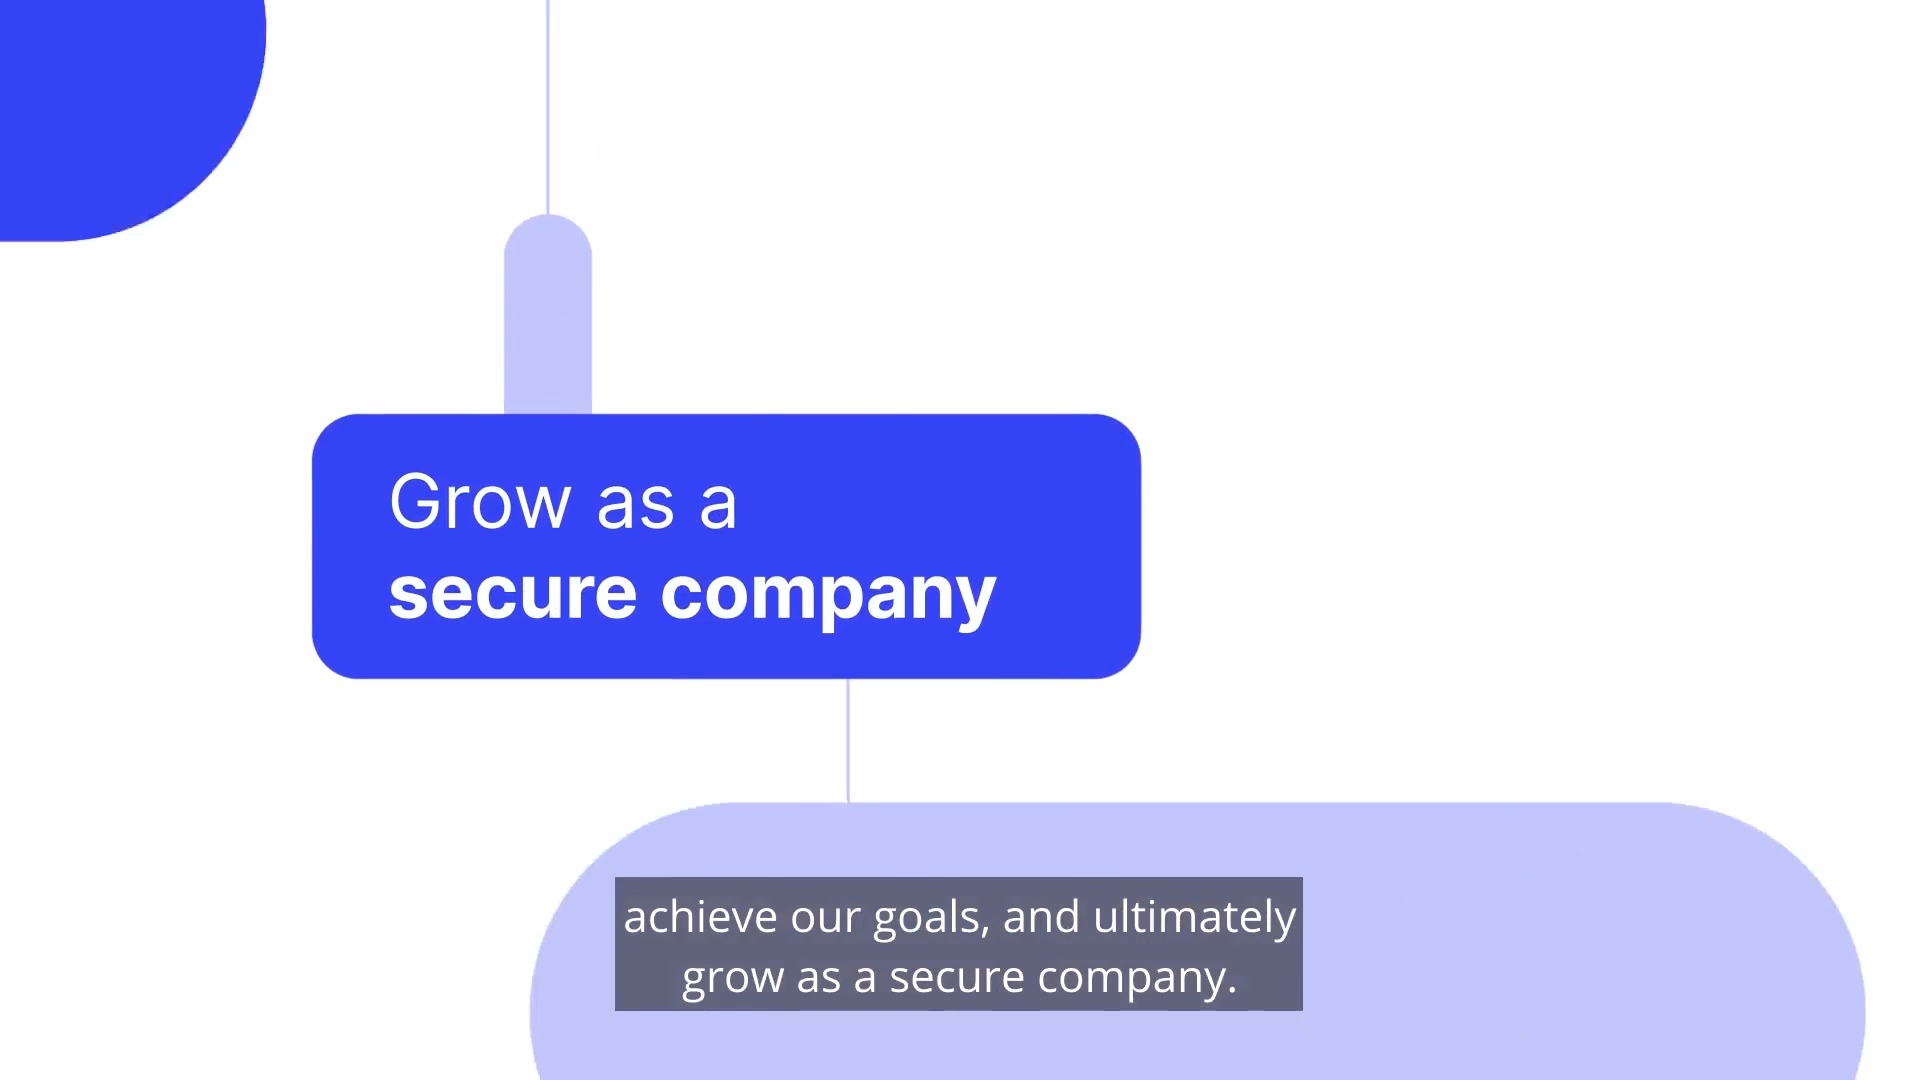 Grow as a
secure company
achieve our goals, and ultimately
grow as a secure company.